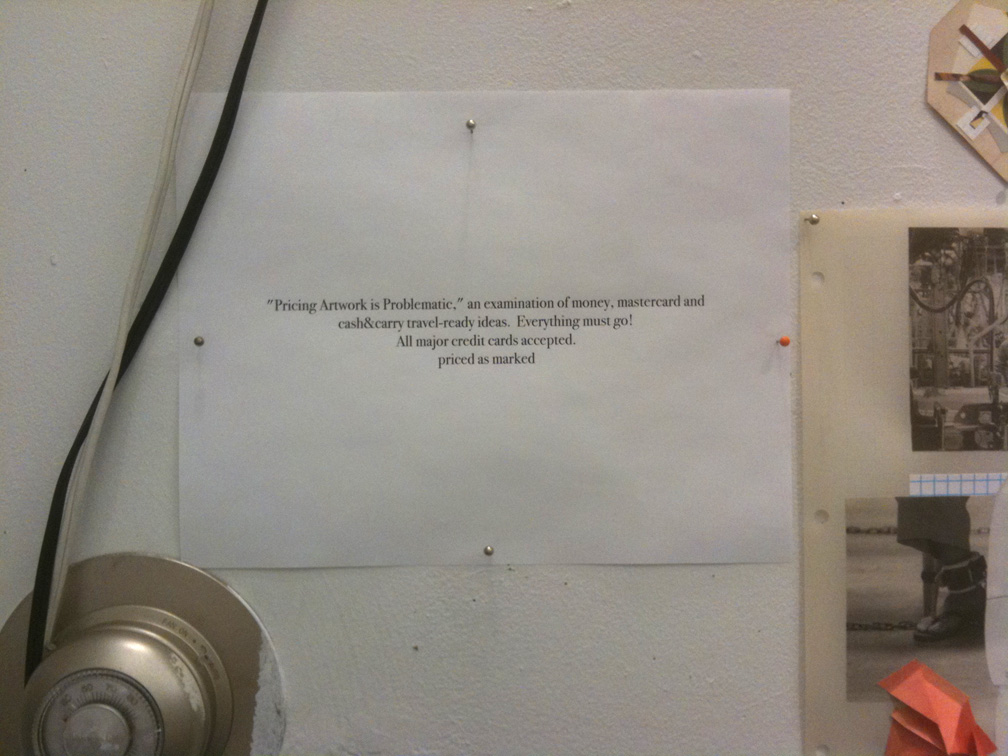 "Pricing Artwork is Problematic," an examination of money, mastercard and
cash&carry travel-ready ideas. Everything must go!
All major credit cards accepted.
priced as marked